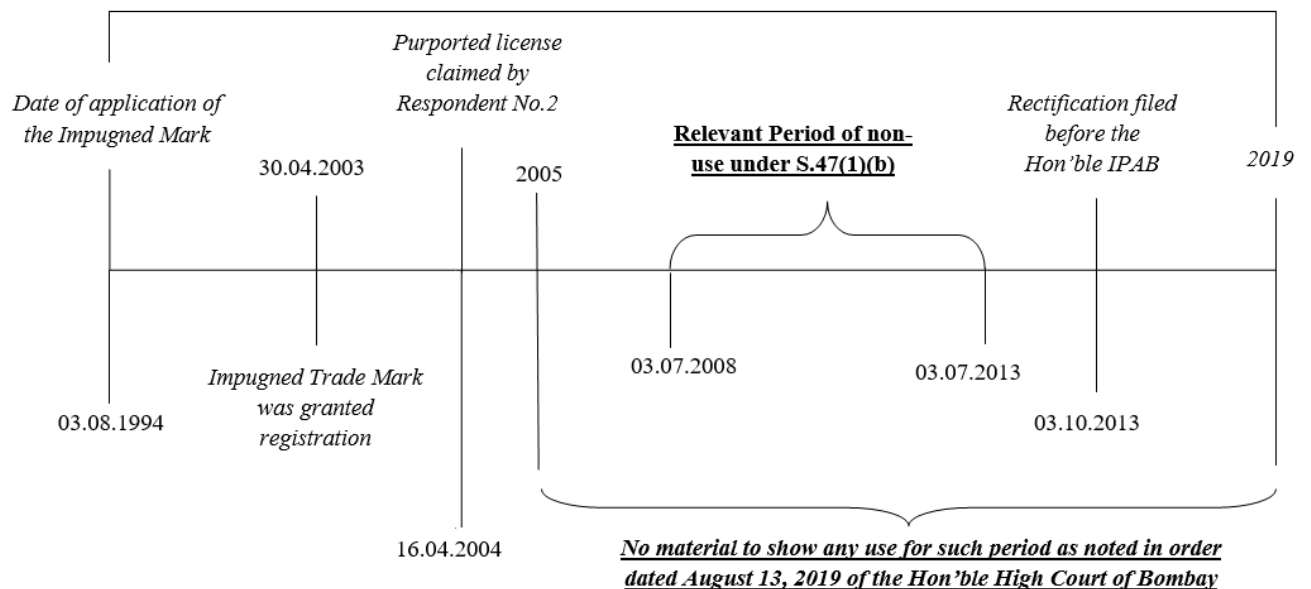 Date of application of
the Impugned Mark
03.08.1994
30.04.2003
Impugned Trade Mark
was granted
registration
Purported license
claimed by
Respondent No.2
16.04.2004
2005
Relevant Period of non-
use under S.47(1)(b)
03.07.2008
03.07.2013
Rectification filed
before the
Hon’ble IPAB
03.10.2013
2019
No material to show any use for such period as noted in order
dated August 13, 2019 of the Hon’ble High Court of Bombay